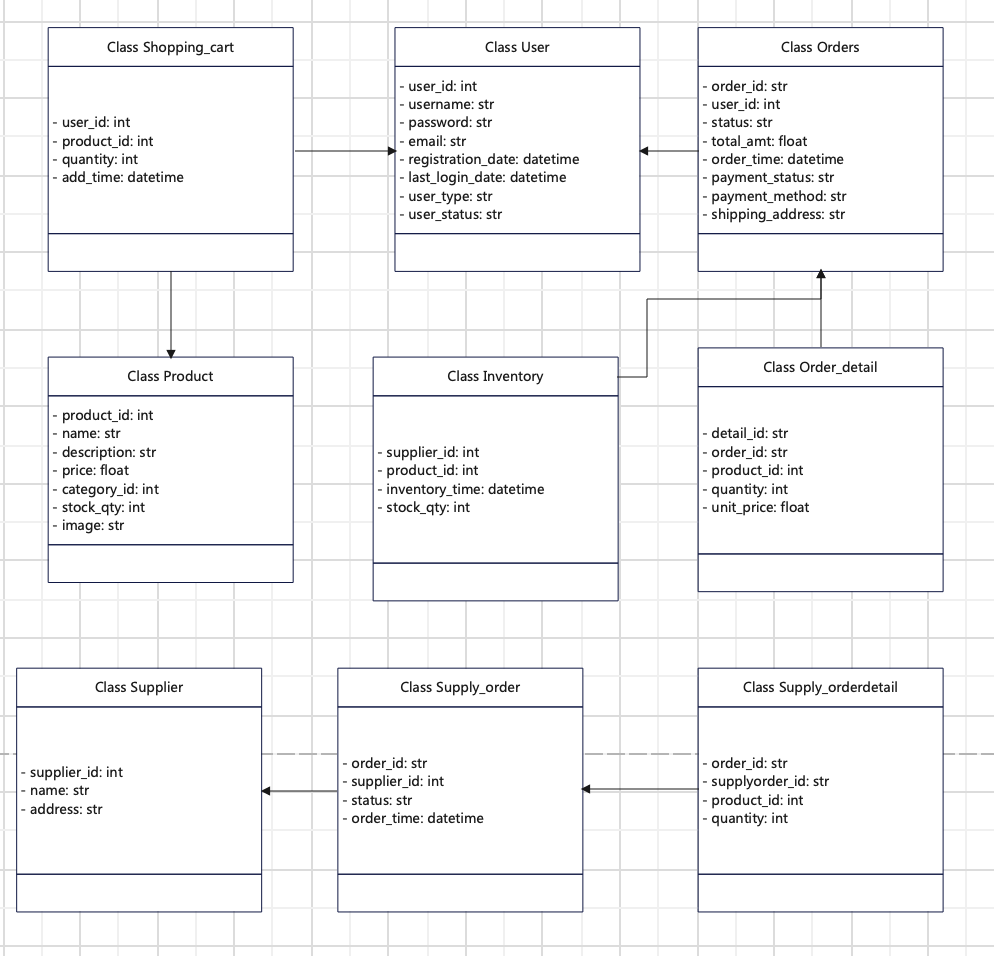 Class Shopping_cart
- user_id: int
- product_id: int
- quantity: int
- add_time: datetime
Class User
- user_id: int
- username: str
- password: str
- email: str
- registration_date: datetime
- last_login_date: datetime
- user_type: str
- user_status: str
Class Orders
- order_id: str
- user_id: int
- status: str
- total_amt: float
- order_time: datetime
- payment_status: str
- payment_method: str
- shipping_address: str
Class Product
- product_id: int
- name: str
- description: str
- price: float
- category_id: int
- stock_qty: int
- image: str
Class Inventory
- supplier_id: int
- product_id: int
- inventory_time: datetime
- stock_qty: int
Class Order_detail
- detail_id: str
- order_id: str
- product_id: int
- quantity: int
- unit_price: float
Class Supplier
- supplier_id: int
- name: str
- address: str
Class Supply_order
- order_id: str
- supplier_id: int
- status: str
- order_time: datetime
Class Supply_orderdetail
- order_id: str
- supplyorder_id: str
- product_id: int
- quantity: int